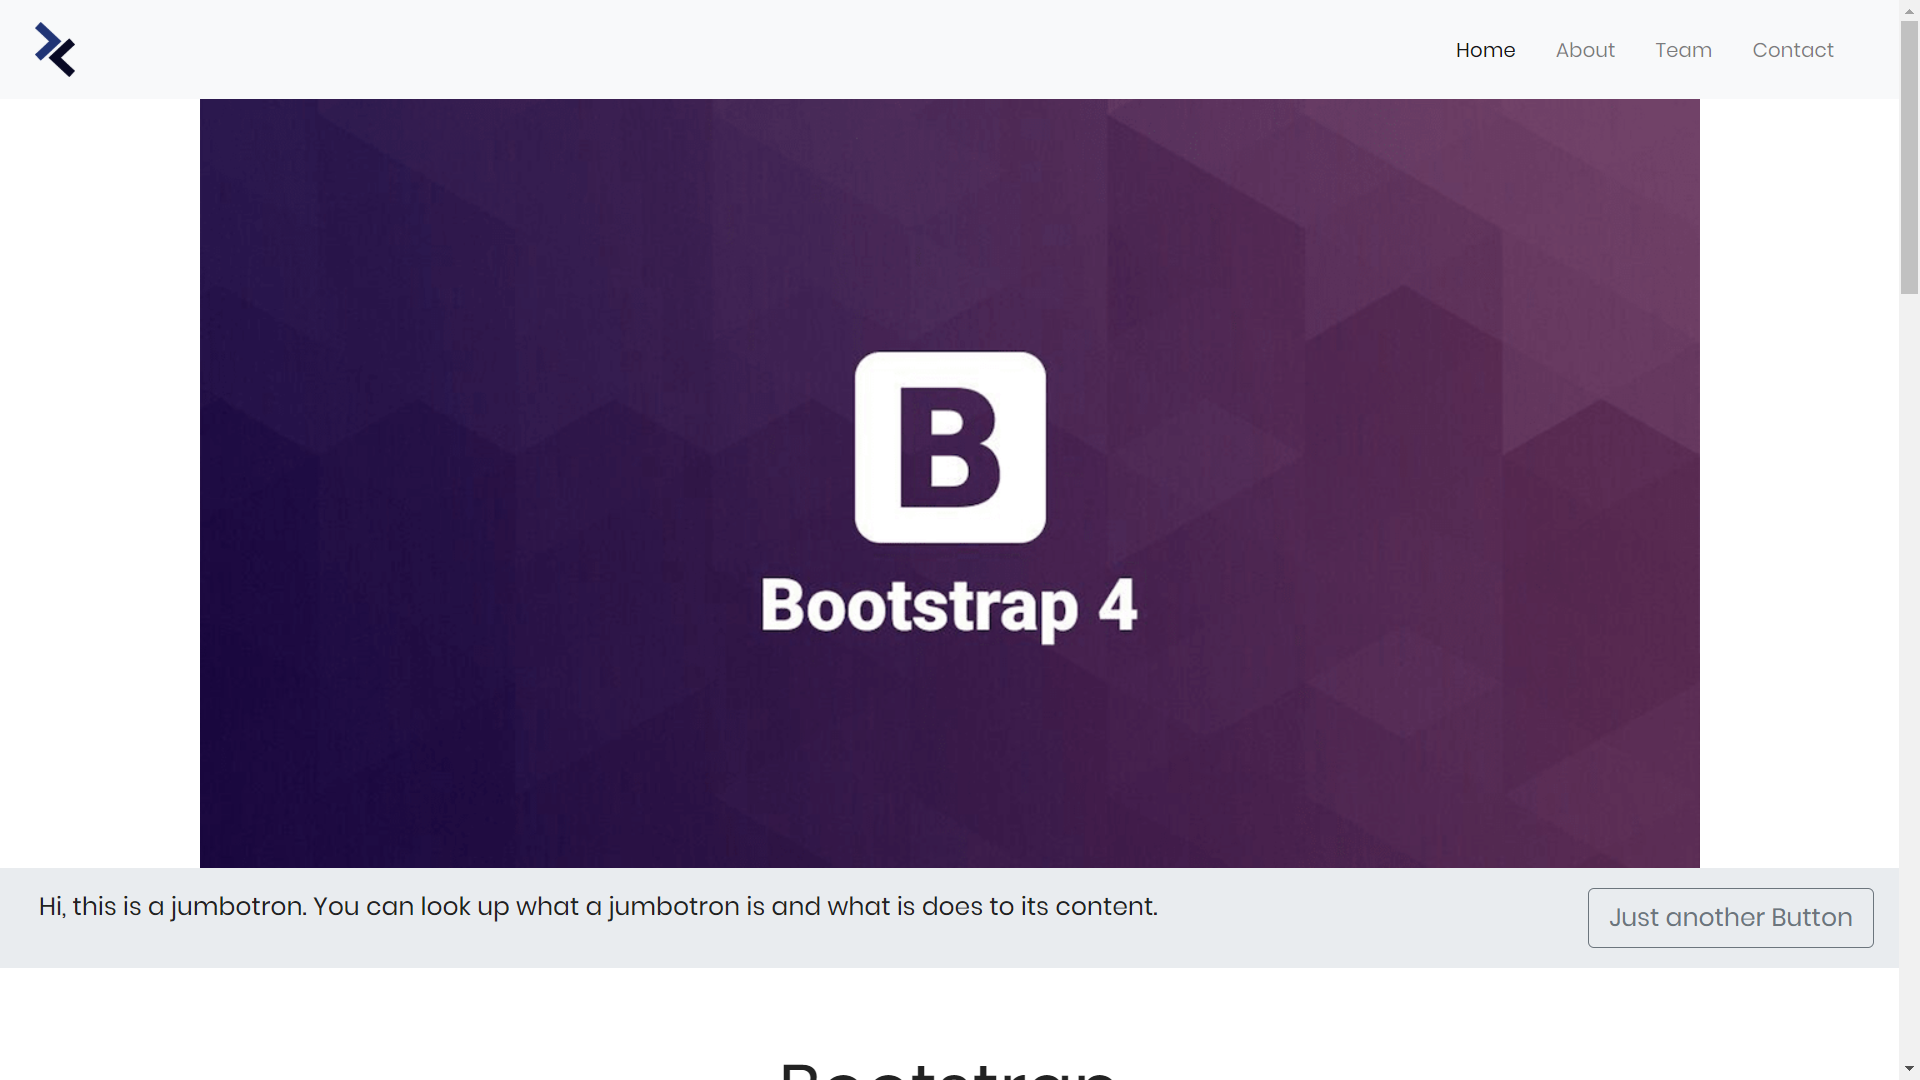 Home About Team Contact
B
Bootstrap 4
Hi, this is a jumbotron. You can look up what a jumbotron is and what is does to its content.
Just another Button
Bootstrap